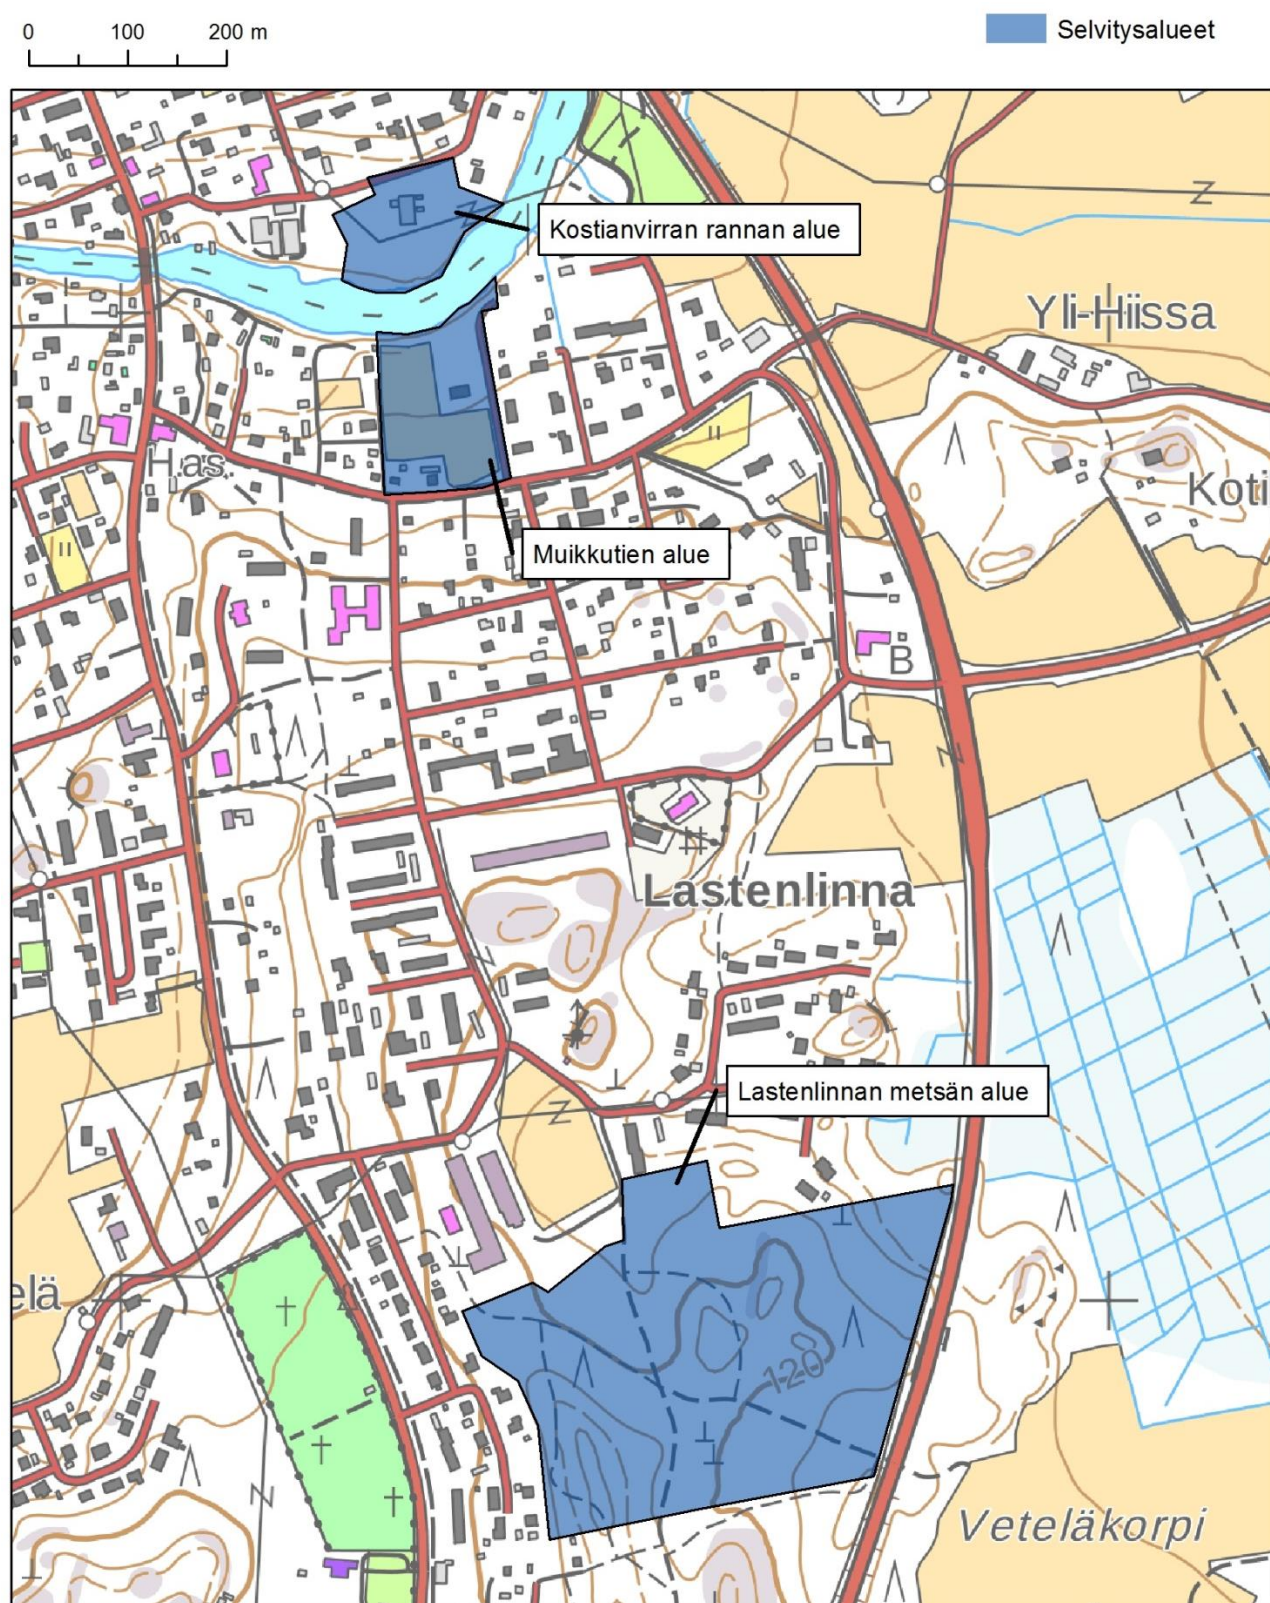 0 100 200 m
Selvitysalueet
Kostianvirran rannan alue
Yli-Hiissa
H.as.
Koti
Muikkutien alue
B
Lastenlinna
Lastenlinnan metsän alue
elä
120
Veteläkorpi